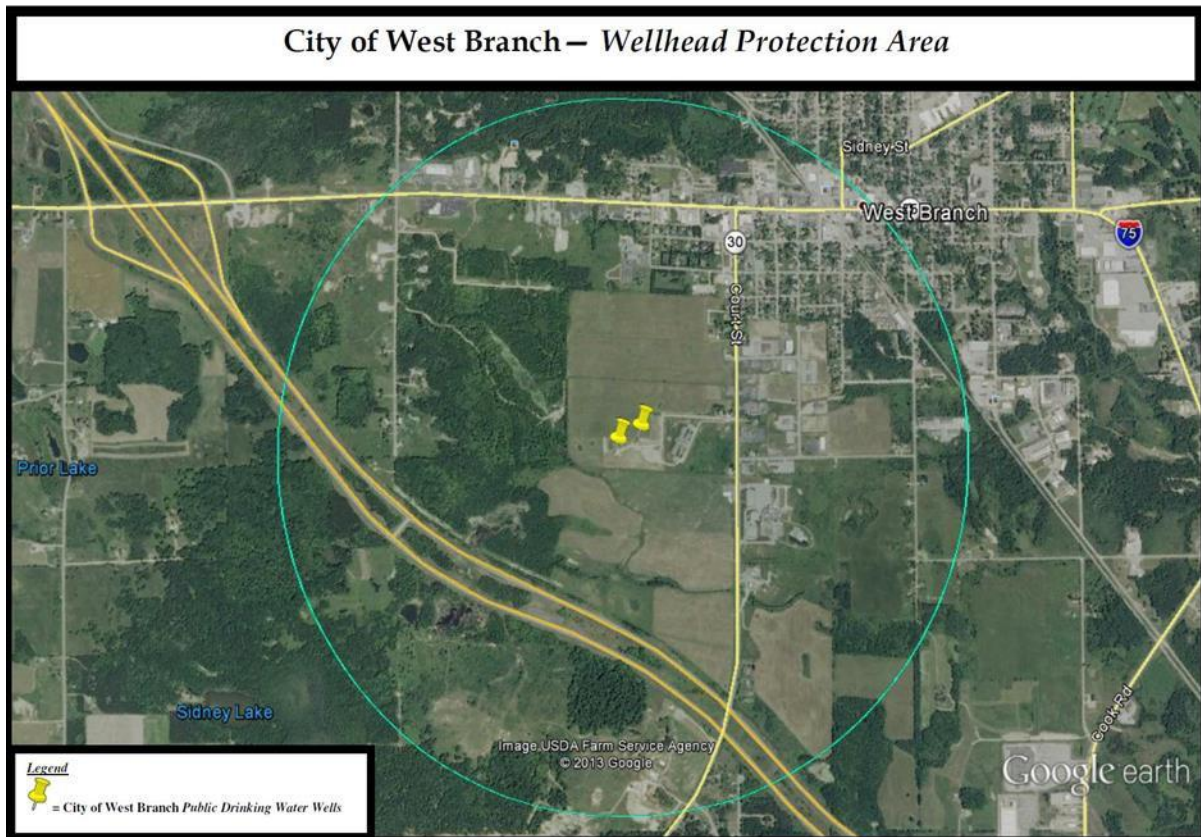 City of West Branch— Wellhead Protection Area
Sidney St
West Branch
30
75
Court St
Prior Lake
Sidney Lake
Cook Rd
Image USDA Farm Service Agency
© 2013 Google
Google earth
Legend
= City of West Branch Public Drinking Water Wells